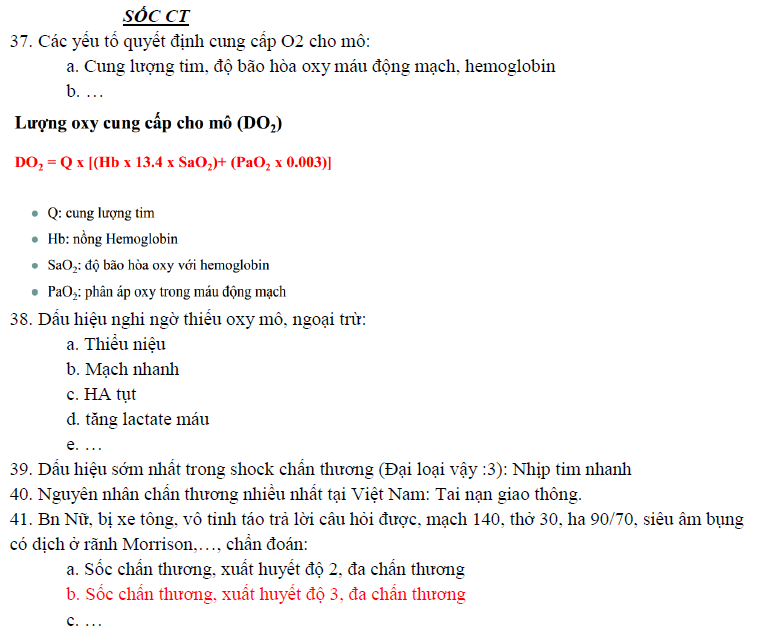 SỐC CT
37. Các yếu tố quyết định cung cấp O2 cho mô:
a. Cung lượng tim, độ bão hòa oxy máu động mạch, hemoglobin
b. …
Lượng oxy cung cấp cho mô (DO₂)
DO₂ = Q x [(Hb x 13.4 x SaO₂)+ (PaO₂ x 0.003)]
Q: cung lượng tim
Hb: nồng Hemoglobin
SaO₂: độ bão hòa oxy với hemoglobin
PaO₂: phân áp oxy trong máu động mạch
38. Dấu hiệu nghi ngờ thiếu oxy mô, ngoại trừ:
a. Thiểu niệu
b. Mạch nhanh
c. HA tụt
d. tăng lactate máu
e. …
39. Dấu hiệu sớm nhất trong shock chấn thương (Đại loại vậy :3): Nhịp tim nhanh
40. Nguyên nhân chấn thương nhiều nhất tại Việt Nam: Tai nạn giao thông.
41. Bn Nữ, bị xe tông, vô tỉnh táo trả lời câu hỏi được, mạch 140, thở 30, ha 90/70, siêu âm bụng
có dịch ở rãnh Morrison,…, chẩn đoán:
a. Sốc chấn thương, xuất huyết độ 2, đa chấn thương
b. Sốc chấn thương, xuất huyết độ 3, đa chấn thương
c. …